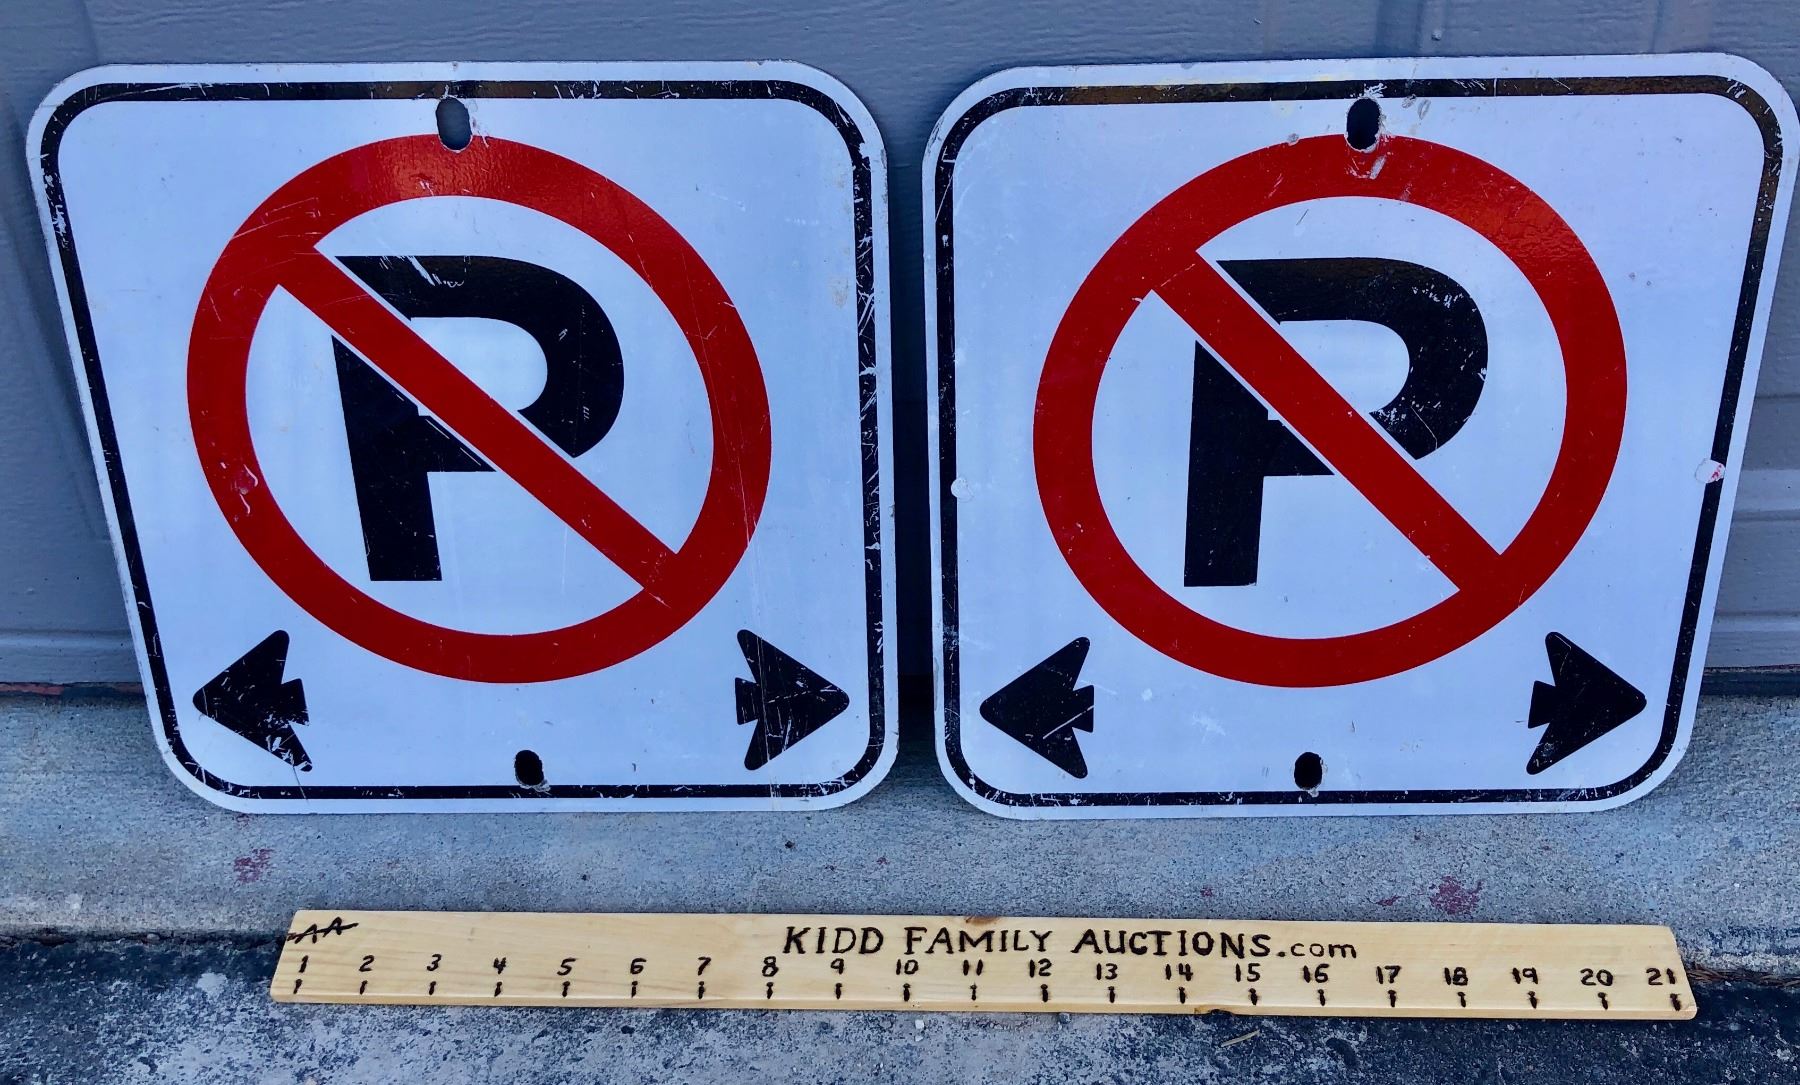 P P
AA
KIDD FAMILY AUCTIONS.com
1 2 3 4 5 6 7 8 9 10 11 12 13 14 15 16 17 18 19 20 21